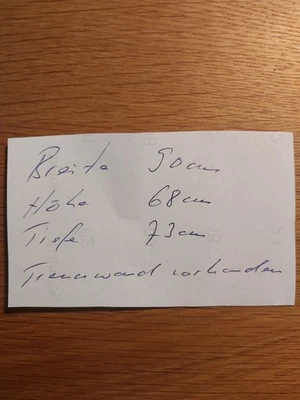 Breite 90cm
Höhe 68cm
Tiefe 73cm
Trennwand vorhanden